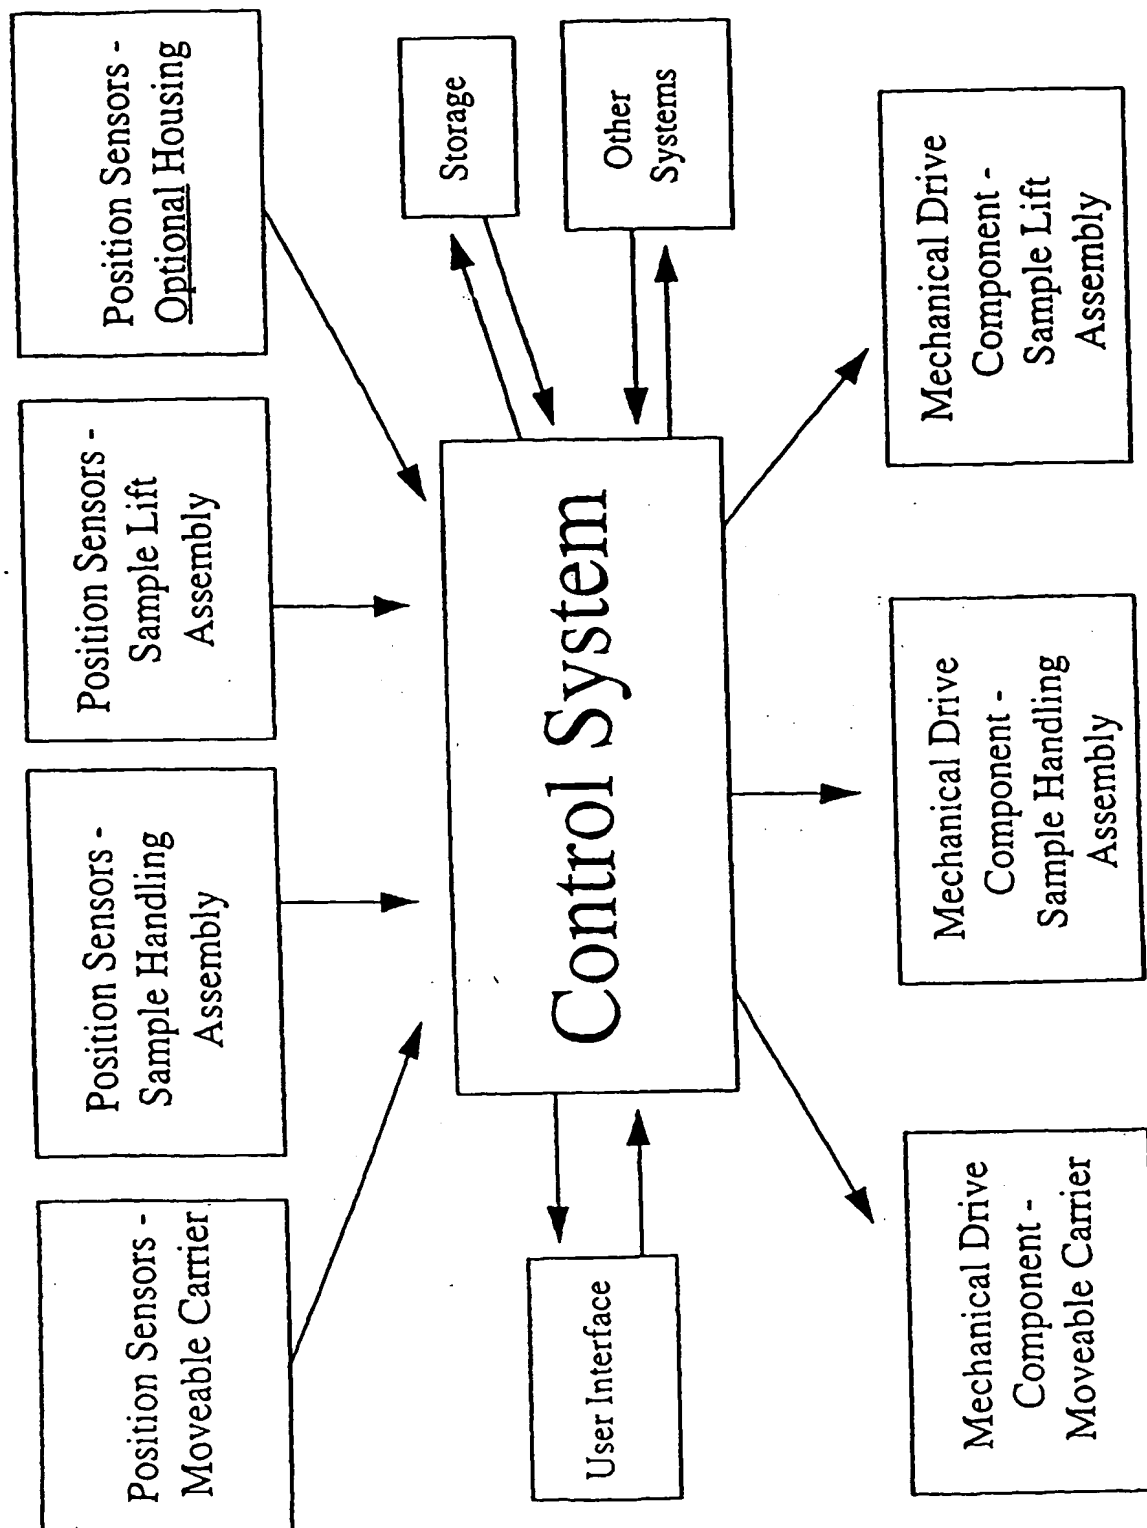 Position Sensors -
Moveable Carrier
Position Sensors -
Sample Handling
Assembly
Position Sensors -
Sample Lift
Assembly
Position Sensors -
Optional Housing
User Interface
Control System
Storage
Other
Systems
Mechanical Drive
Component -
Moveable Carrier
Mechanical Drive
Component -
Sample Handling
Assembly
Mechanical Drive
Component -
Sample Lift
Assembly